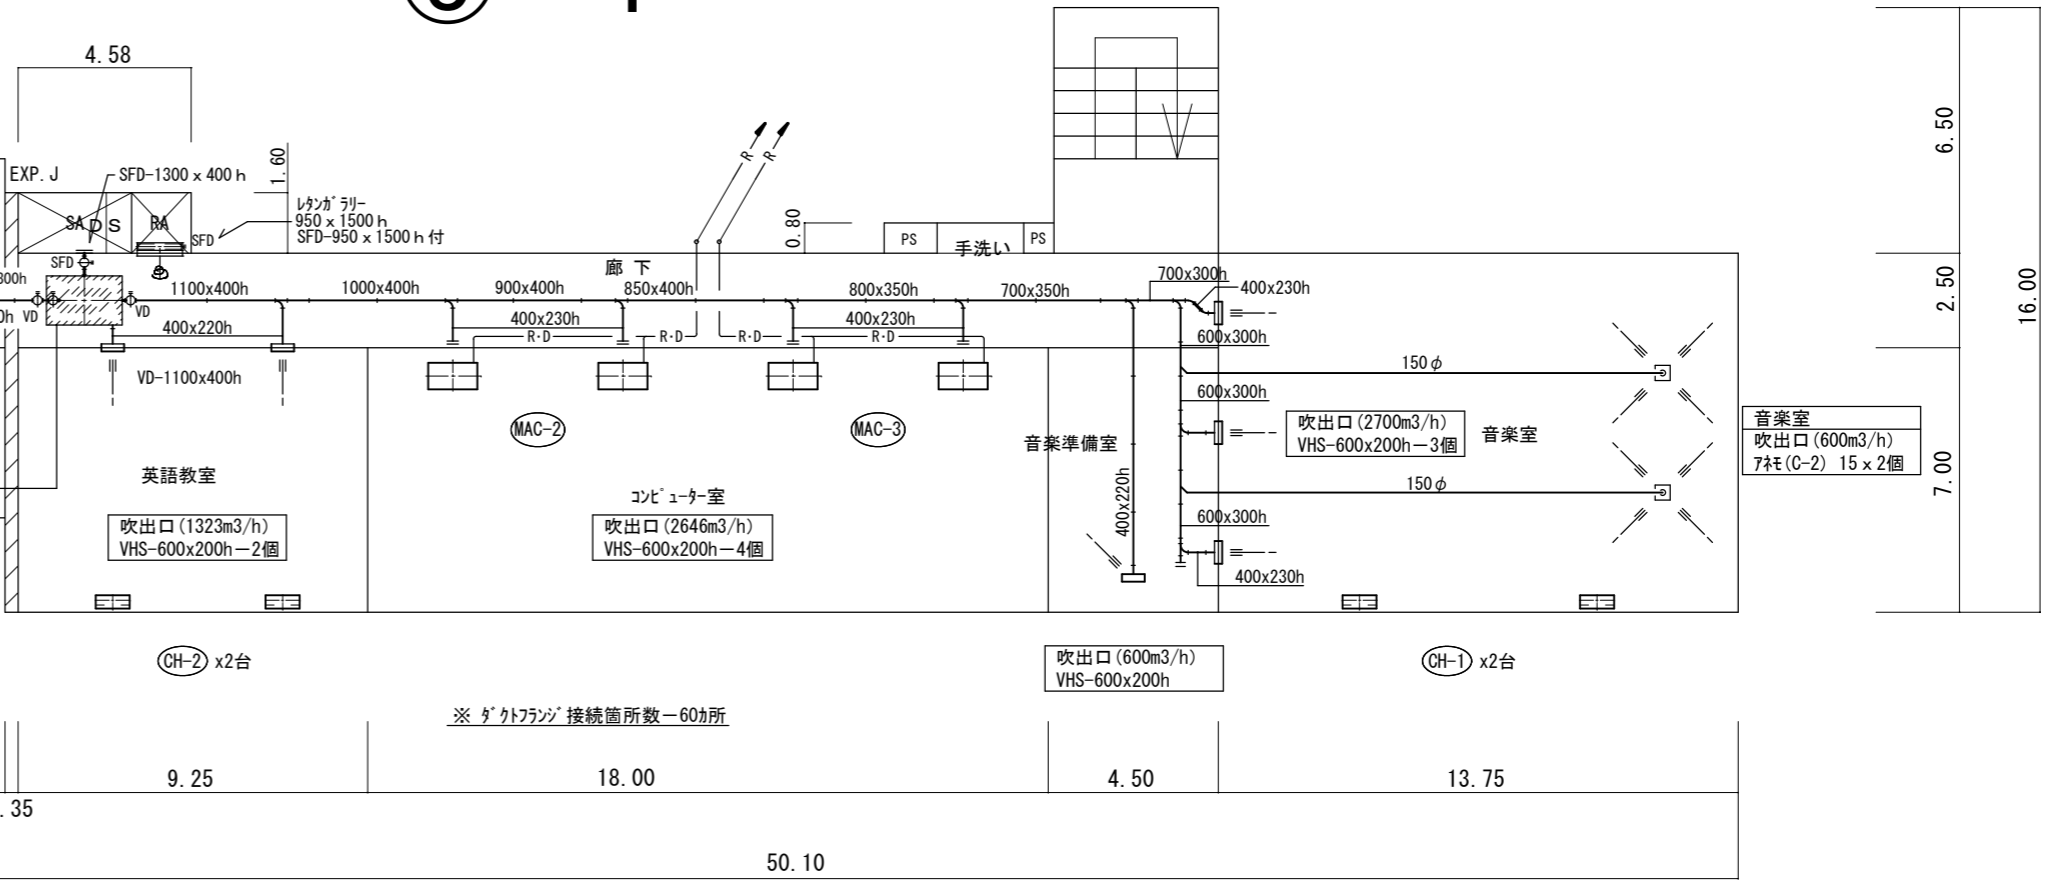 4.58
6.50
EXP.J
SFD-1300 x 400 h
1.60
R
R
レタンガラリー
950 x 1500 h
SFD-950 x 1500 h 付
SA
DS
RA
SFD
0.80
PS
手洗い
PS
SFD
廊 下
700x300h
2.50
16.00
1100x400h
1000x400h
900x400h
850x400h
800x350h
700x350h
400x230h
VD
VD
400x220h
400x230h
400x230h
R・D
R・D
R・D
R・D
600x300h
VD-1100x400h
150φ
600x300h
MAC-2
MAC-3
音楽準備室
吹出口(2700m3/h)
VHS-600x200h－3個
音楽室
音楽室
吹出口(600m3/h)
アネモ(C-2) 15 x 2個
7.00
英語教室
コンピューター室
400x220h
150φ
吹出口(1323m3/h)
VHS-600x200h－2個
吹出口(2646m3/h)
VHS-600x200h－4個
600x300h
400x230h
CH-2 x2台
吹出口(600m3/h)
VHS-600x200h
CH-1 x2台
※ ダクトフランジ接続箇所数－60カ所
9.25
18.00
4.50
13.75
.35
50.10